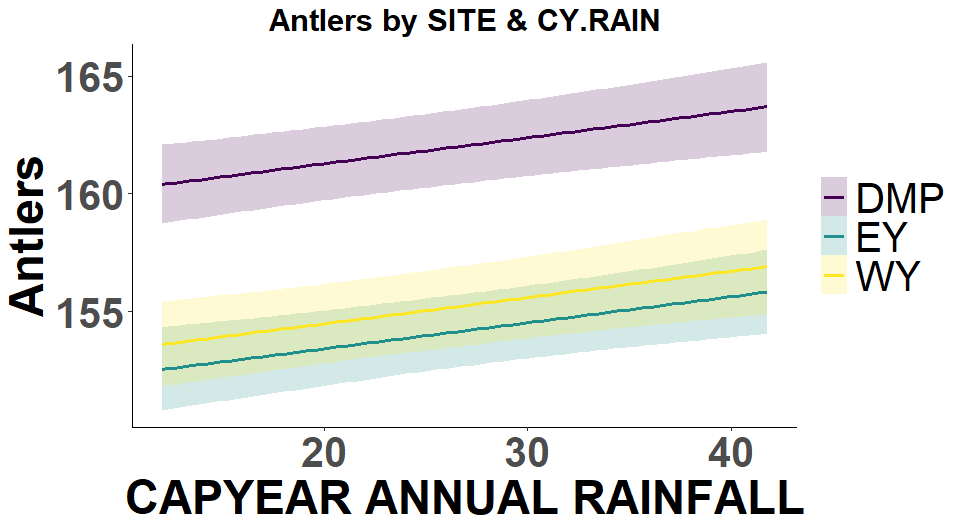 Antlers by SITE & CY.RAIN
165
160
155
Antlers
20 30 40
CAPYEAR ANNUAL RAINFALL
DMP
EY
WY